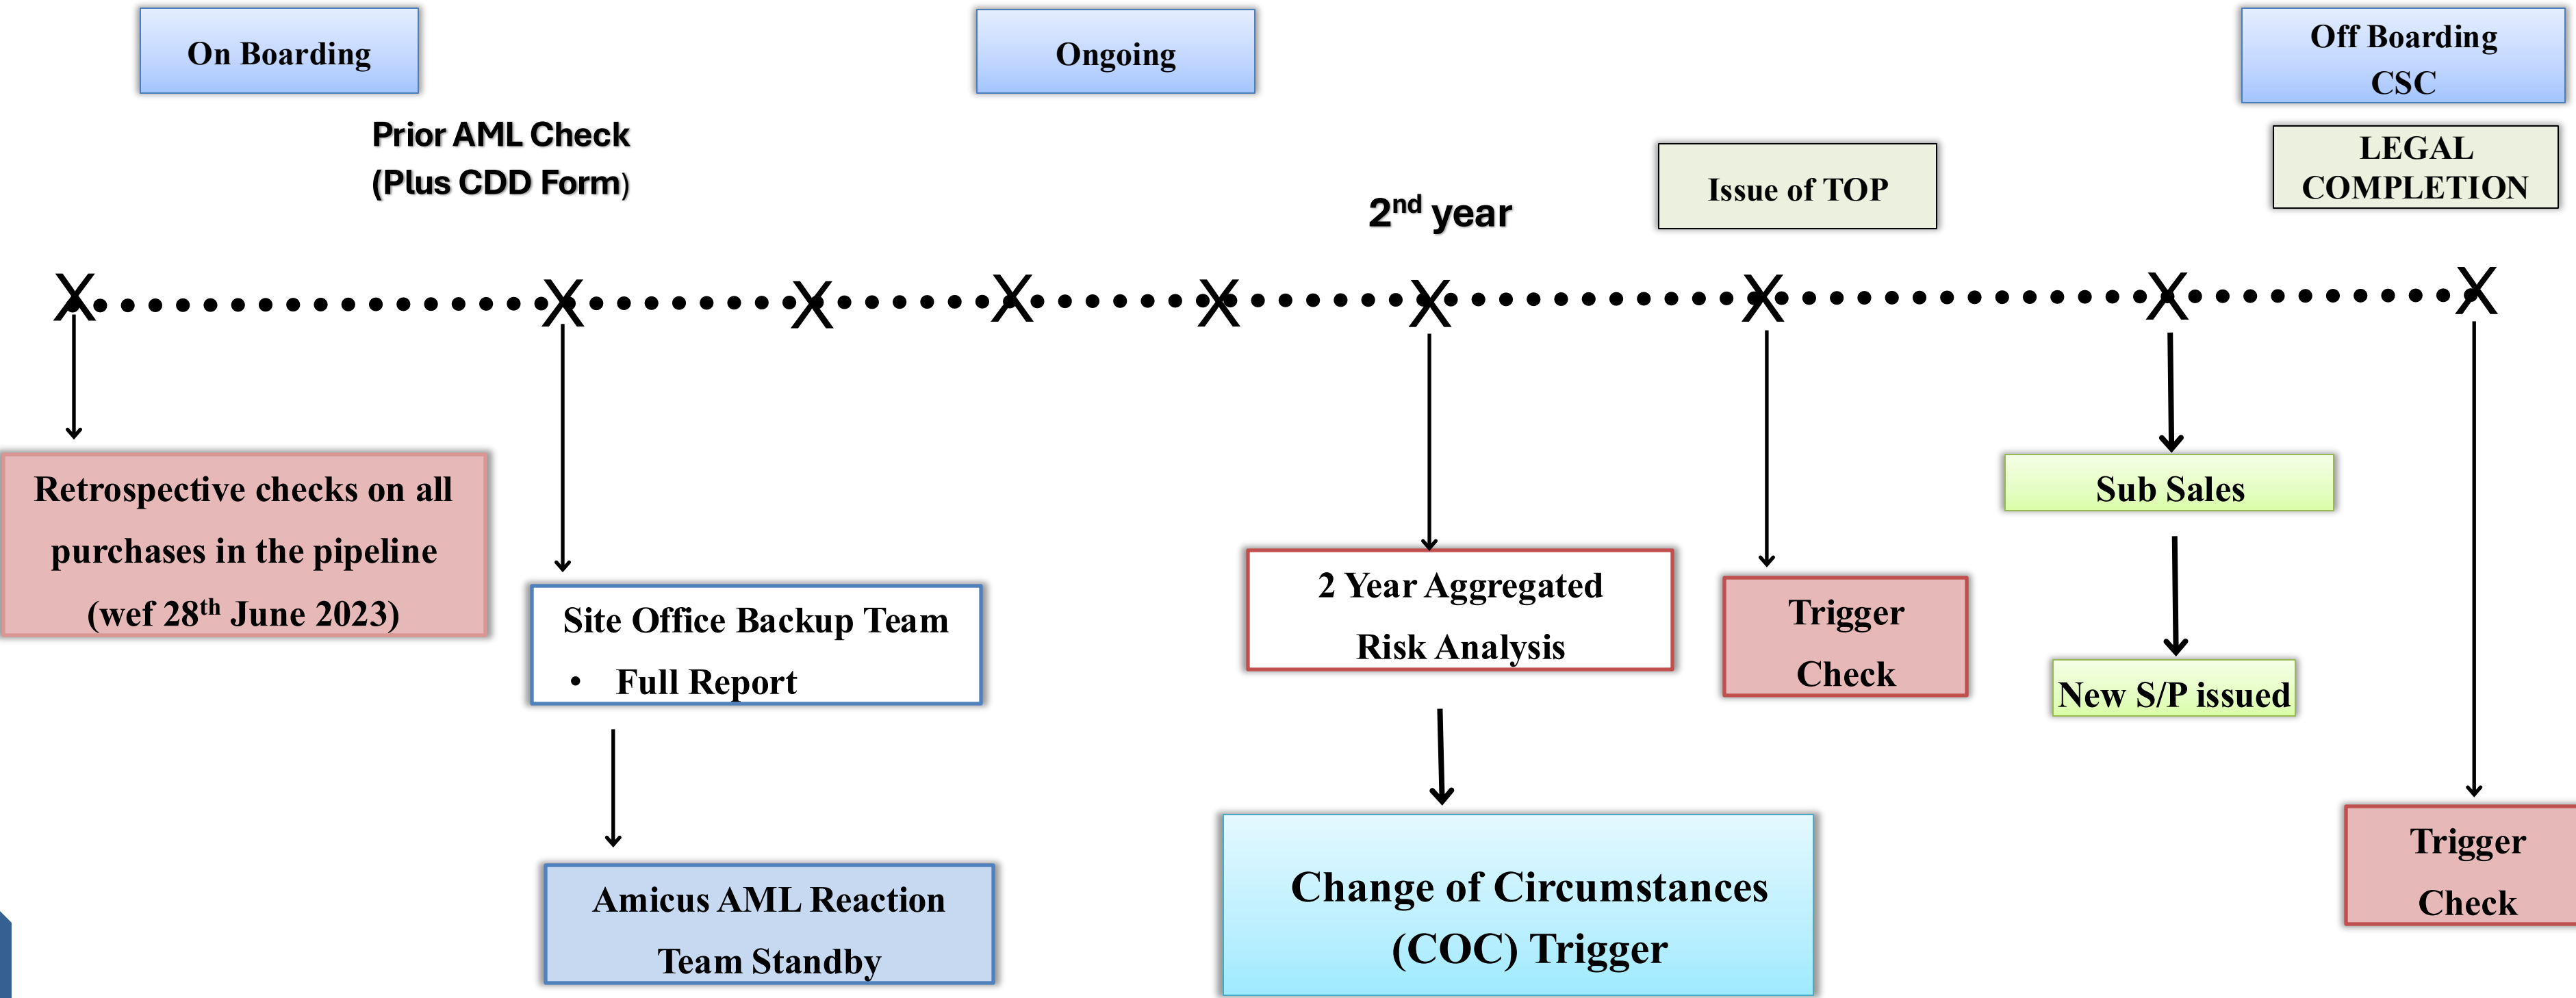 On Boarding
Ongoing
Off Boarding
CSC
Prior AML Check
(Plus CDD Form)
2nd year
Issue of TOP
LEGAL
COMPLETION
X X X X X X X X X
Retrospective checks on all
purchases in the pipeline
(wef 28th June 2023)
Site Office Backup Team
• Full Report
Amicus AML Reaction
Team Standby
2 Year Aggregated
Risk Analysis
Change of Circumstances
(COC) Trigger
Trigger
Check
Sub Sales
New S/P issued
Trigger
Check